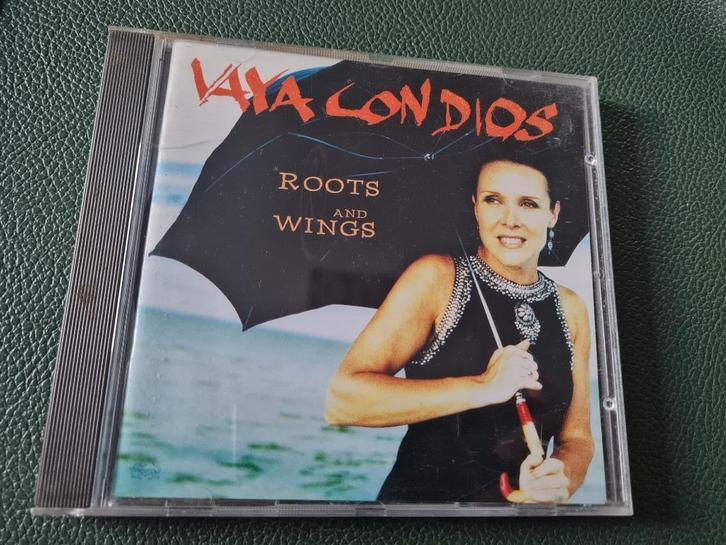 VAYA CON DIOS
ROOTS
AND
WINGS